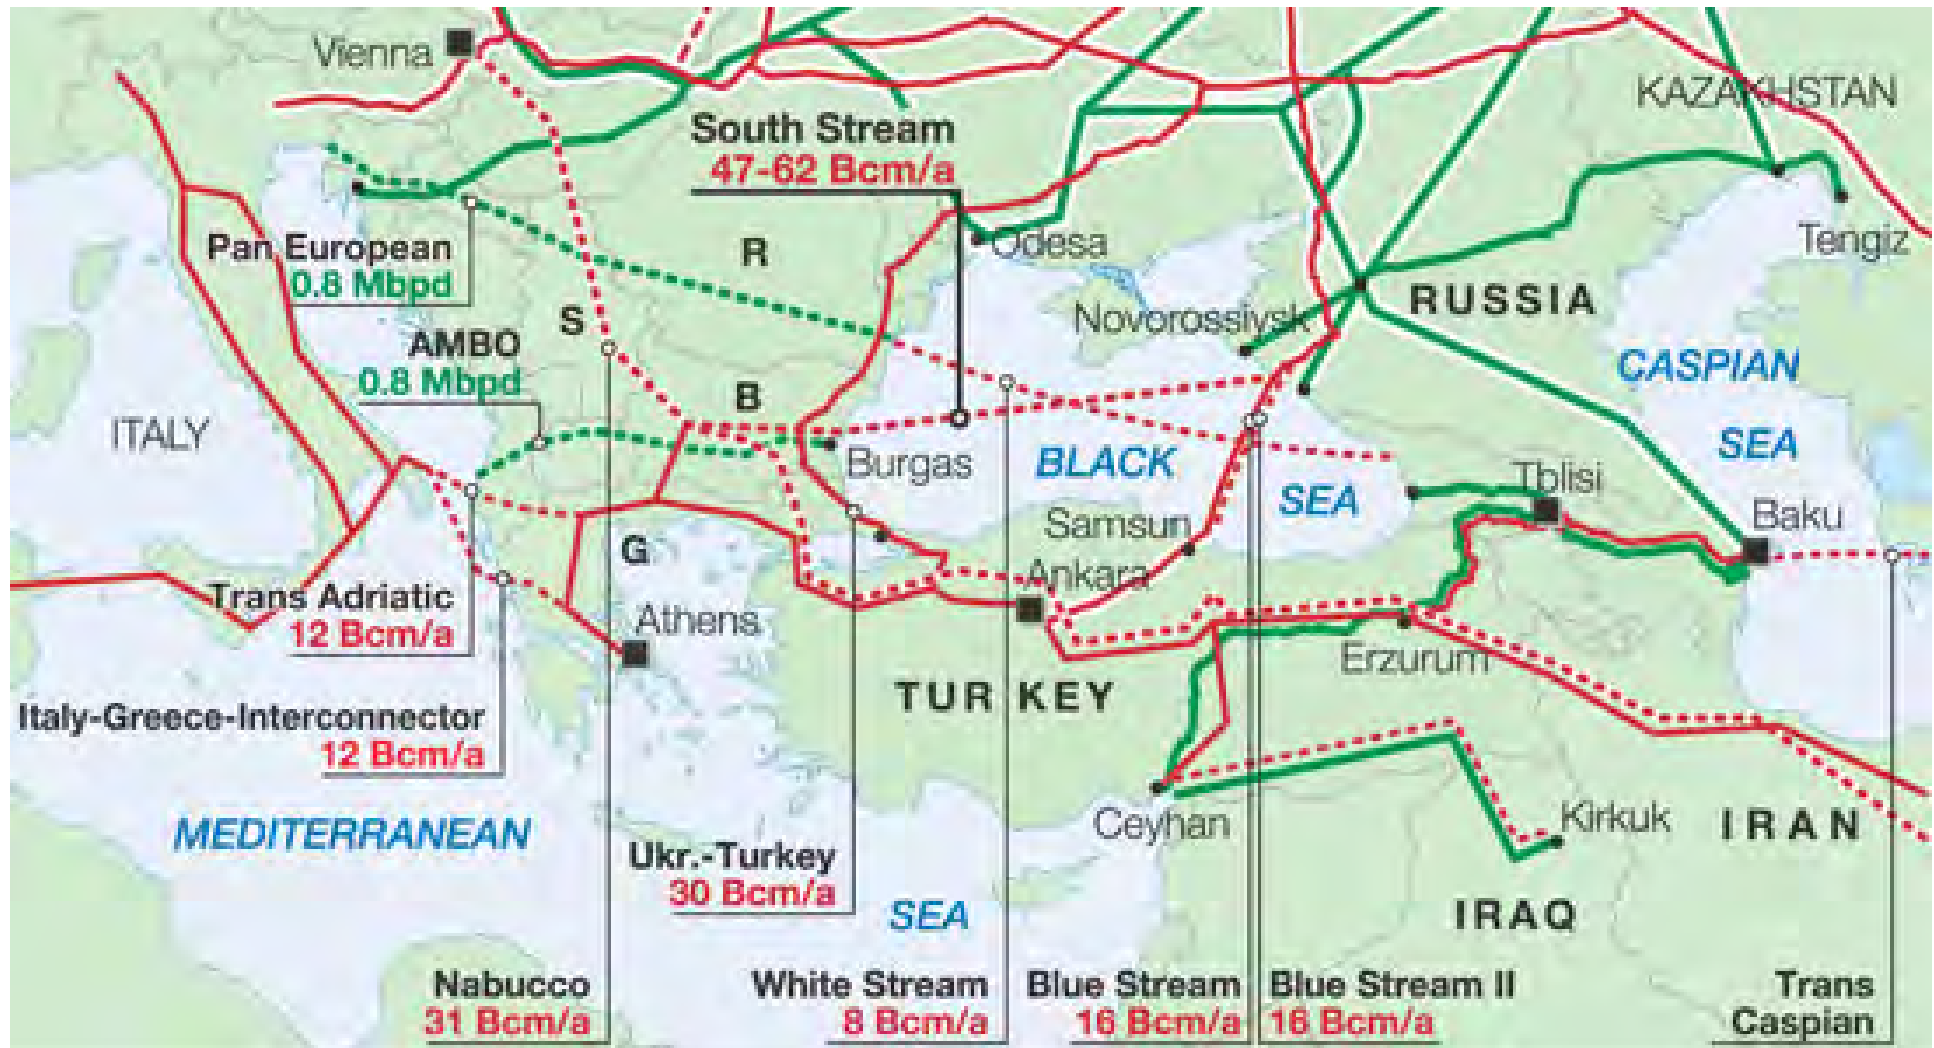 Vienna
KAZAKHSTAN
South Stream
47-62 Bcm/a
Pan European
0.8 Mbpd
R
Odesa
Tengiz
Novorossiysk
RUSSIA
S
AMBO
0.8 Mbpd
B
CASPIAN
SEA
ITALY
Burgas
BLACK
SEA
Tblisi
Baku
Samsun
G
Ankara
Trans Adriatic
12 Bcm/a
Athens
Erzurum
TURKEY
Italy-Greece-Interconnector
12 Bcm/a
MEDITERRANEAN
SEA
Ceyhan
Kirkuk
IRAN
Ukr.-Turkey
30 Bcm/a
IRAQ
Nabucco
31 Bcm/a
White Stream
8 Bcm/a
Blue Stream
16 Bcm/a
Blue Stream II
16 Bcm/a
Trans
Caspian